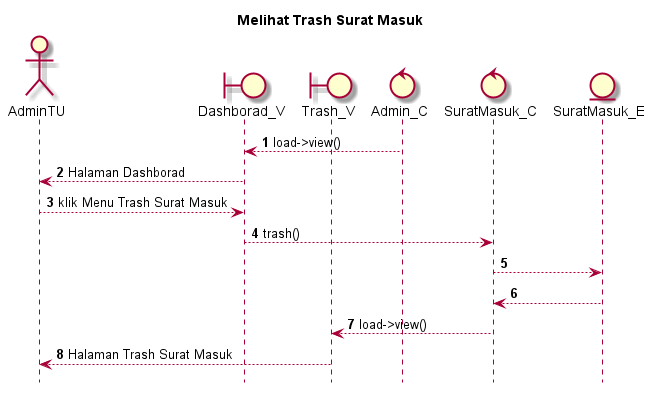 Melihat Trash Surat Masuk
AdminTU
Dashborad_V
Trash_V
Admin_C
SuratMasuk_C
SuratMasuk_E
1 load->view()
2 Halaman Dashborad
3 klik Menu Trash Surat Masuk
4 trash()
5
6
7 load->view()
8 Halaman Trash Surat Masuk